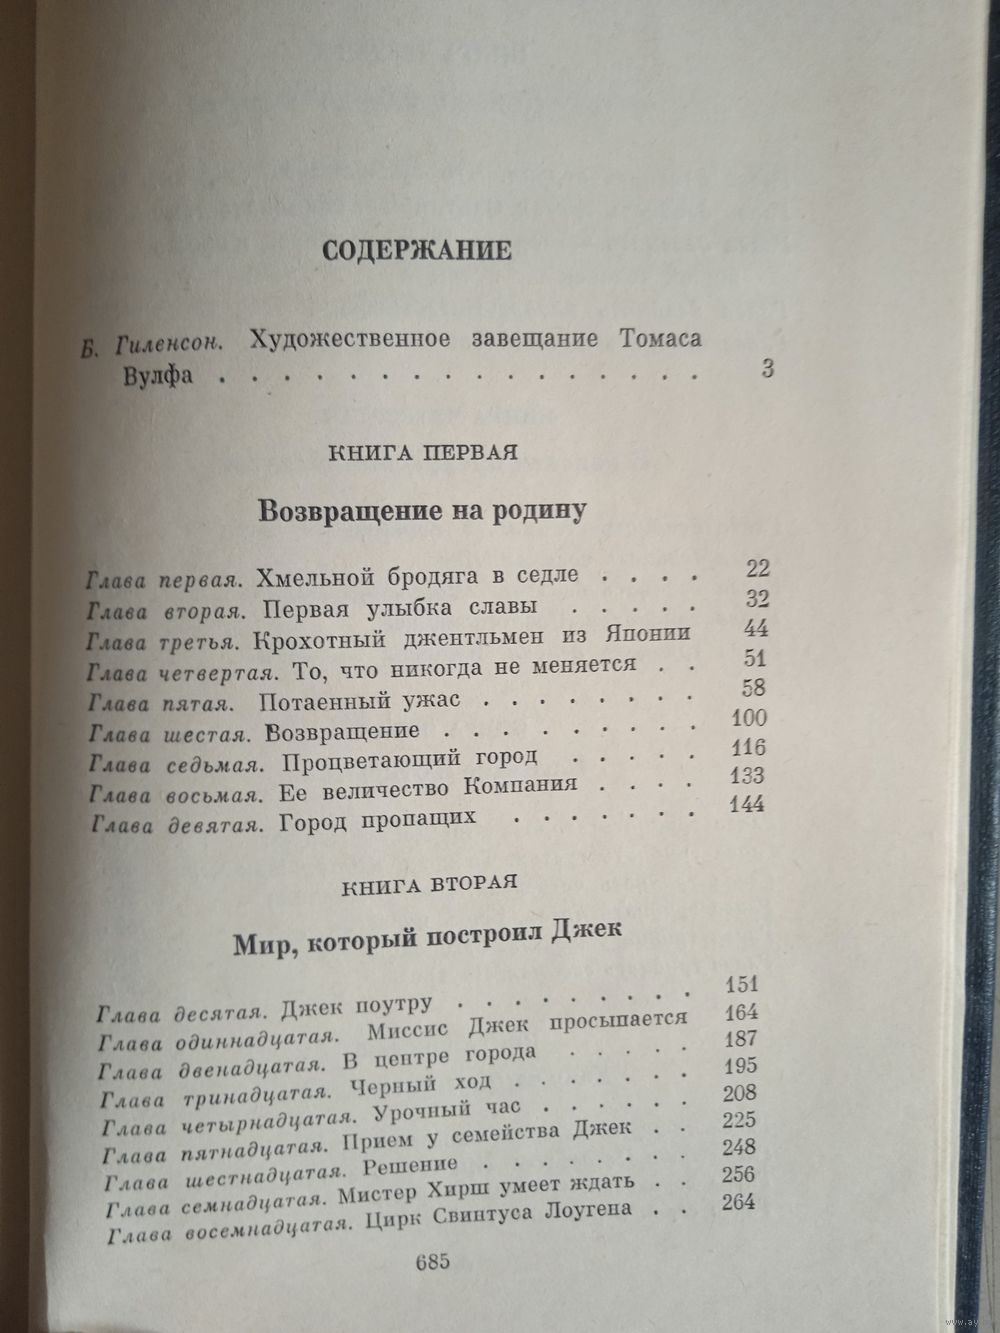 СОДЕРЖАНИЕ
Б. Гиленсон. Художественное завещание Томаса
Вулфа . . . . . . . . . . . . . . . . 3
КНИГА ПЕРВАЯ
Возвращение на родину
Глава первая. Хмельной бродяга в седле . . . . 22
Глава вторая. Первая улыбка славы . . . . . 32
Глава третья. Крохотный джентльмен из Японии 44
Глава четвертая. То, что никогда не меняется . . 51
Глава пятая. Потаенный ужас . . . . . . . . 58
Глава шестая. Возвращение . . . . . . . . . 100
Глава седьмая. Процветающий город . . . . . 116
Глава восьмая. Ее величество Компания . . . . 133
Глава девятая. Город пропащих . . . . . . . 144
КНИГА ВТОРАЯ
Мир, который построил Джек
Глава десятая. Джек поутру . . . . . . . . . 151
Глава одиннадцатая. Миссис Джек просыпается 164
Глава двенадцатая. В центре города . . . . . 187
Глава тринадцатая. Черный ход . . . . . . . 195
Глава четырнадцатая. Урочный час . . . . . . 208
Глава пятнадцатая. Прием у семейства Джек . . 225
Глава шестнадцатая. Решение . . . . . . . . 248
Глава семнадцатая. Мистер Хирш умеет ждать . . 256
Глава восемнадцатая. Цирк Свинтуса Лоугена . . 264
685